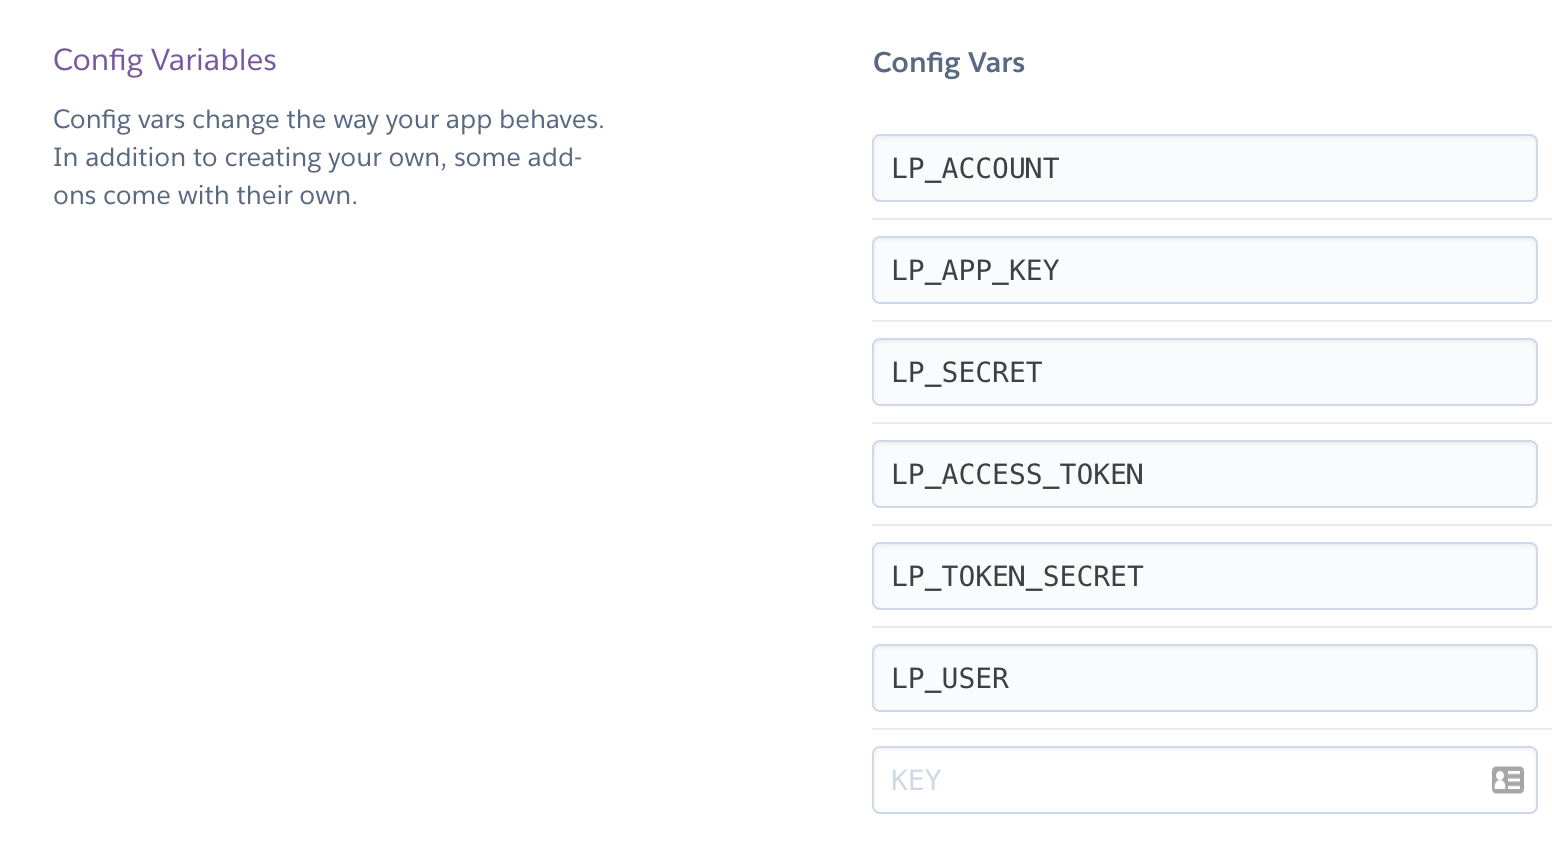 Config Variables
Config vars change the way your app behaves.
In addition to creating your own, some add-
ons come with their own.
Config Vars
LP_ACCOUNT
LP_APP_KEY
LP_SECRET
LP_ACCESS_TOKEN
LP_TOKEN_SECRET
LP_USER
KEY